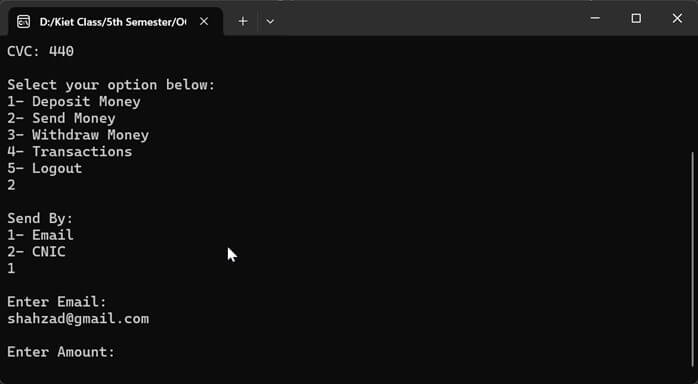 D:/Kiet Class/5th Semester/O
CVC: 440
Select your option below:
1- Deposit Money
2- Send Money
3- Withdraw Money
4- Transactions
5- Logout
2
Send By:
1- Email
2- CNIC
1
Enter Email:
shahzad@gmail.com
Enter Amount: